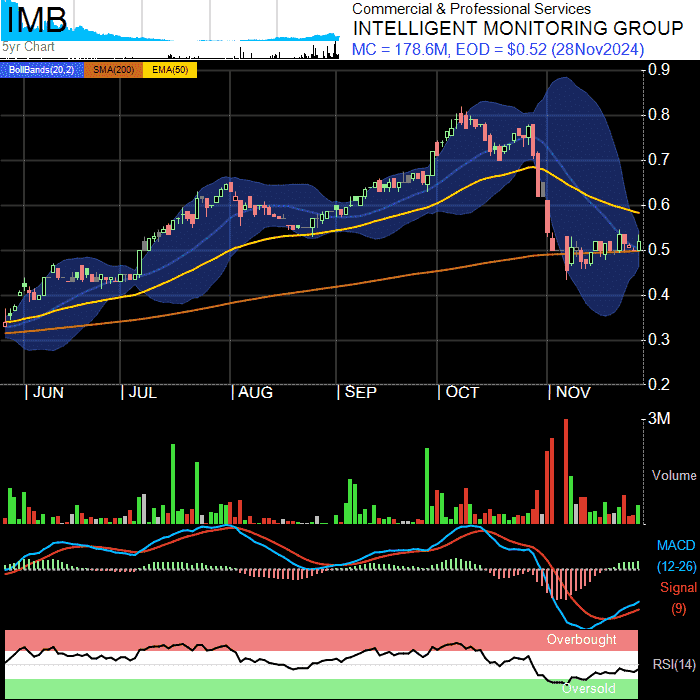 IMB
5yr Chart
Commercial & Professional Services
INTELLIGENT MONITORING GROUP
MC = 178.6M, EOD = $0.52 (28Nov2024)
BollBands(20,2) SMA(200) EMA(50)
0.9
0.8
0.7
0.6
0.5
0.4
0.3
0.2
JUN JUL AUG SEP OCT NOV
3M
Volume
MACD
(12-26)
Signal
(9)
Overbought
RSI(14)
Oversold